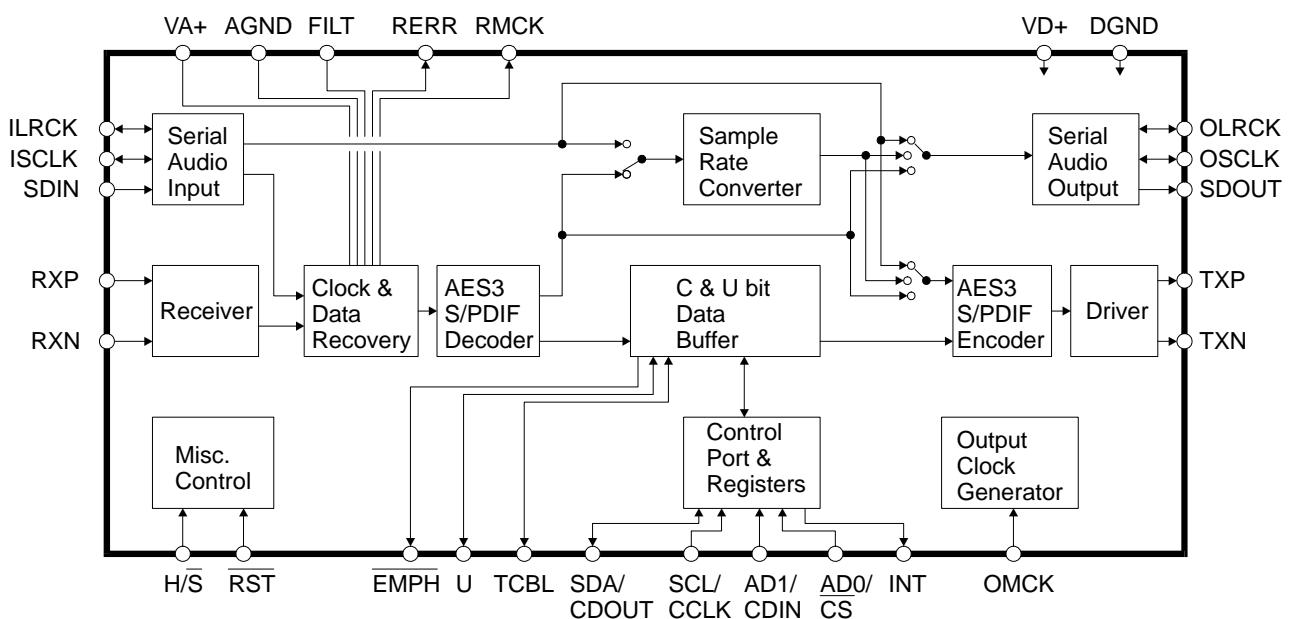 VA+ AGND FILT RERR RMCK VD+ DGND
ILRCK
ISCLK
SDIN
Serial
Audio
Input
Sample
Rate
Converter
Serial
Audio
Output
OLRCK
OSCLK
SDOUT
RXP
RXN
Receiver
Clock &
Data
Recovery
AES3
S/PDIF
Decoder
C & U bit
Data
Buffer
AES3
S/PDIF
Encoder
Driver
TXP
TXN
Misc.
Control
Control
Port &
Registers
Output
Clock
Generator
H/S̅ R̅S̅T̅ E̅M̅P̅H̅ U TCBL SDA/ SCL/ AD1/ AD0/ INT OMCK
CDOUT CCLK CDIN C̅S̅